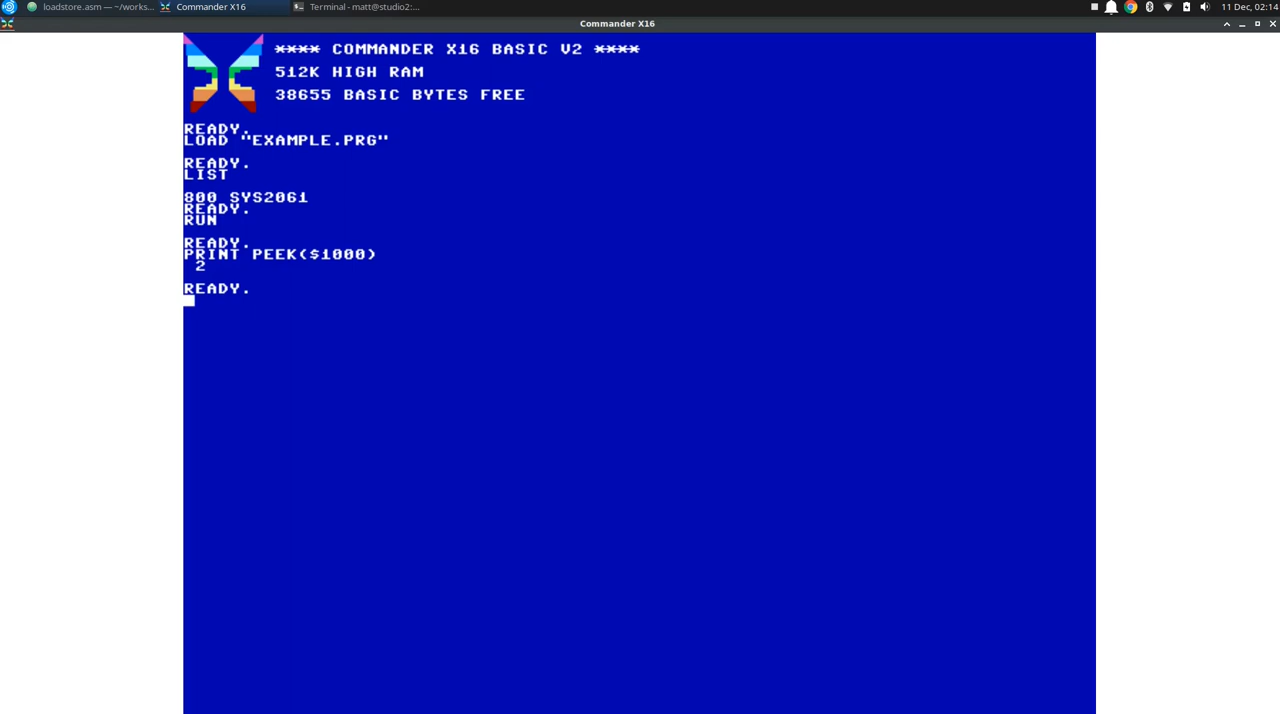 loadstore.asm — ~/works... Commander X16 Terminal - matt@studio2:... 11 Dec, 02:14
Commander X16
**** COMMANDER X16 BASIC V2 ****
512K HIGH RAM
38655 BASIC BYTES FREE
READY.
LOAD "EXAMPLE.PRG"
READY.
LIST
800 SYS2061
READY.
RUN
READY.
PRINT PEEK($1000)
2
READY.